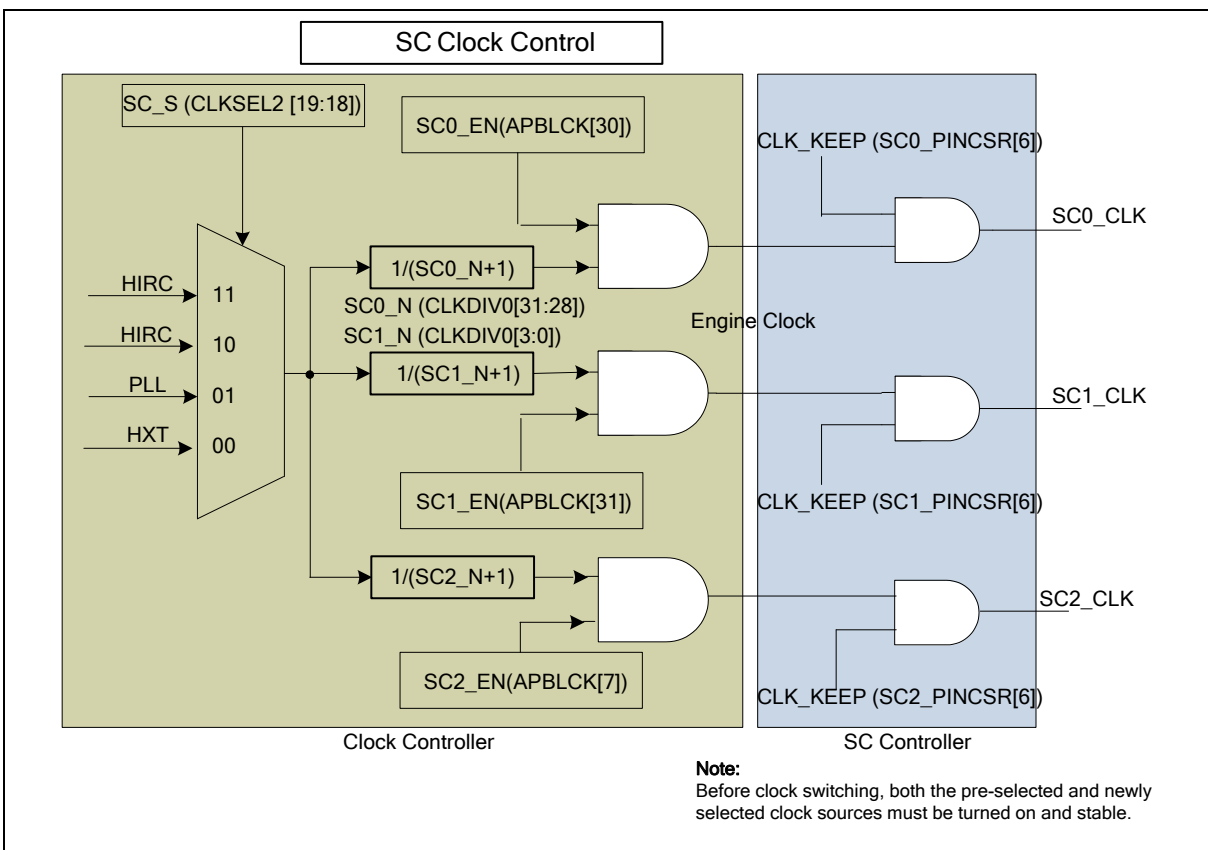 SC Clock Control
SC_S (CLKSEL2 [19:18])
SC0_EN(APBLCK[30])
CLK_KEEP (SC0_PINCSR[6])
SC0_CLK
HIRC
11
HIRC
10
PLL
01
HXT
00
1/(SC0_N+1)
SC0_N (CLKDIV0[31:28])
SC1_N (CLKDIV0[3:0])
1/(SC1_N+1)
Engine Clock
SC1_CLK
SC1_EN(APBLCK[31])
CLK_KEEP (SC1_PINCSR[6])
1/(SC2_N+1)
SC2_CLK
SC2_EN(APBLCK[7])
CLK_KEEP (SC2_PINCSR[6])
Clock Controller
SC Controller
Note:
Before clock switching, both the pre-selected and newly
selected clock sources must be turned on and stable.